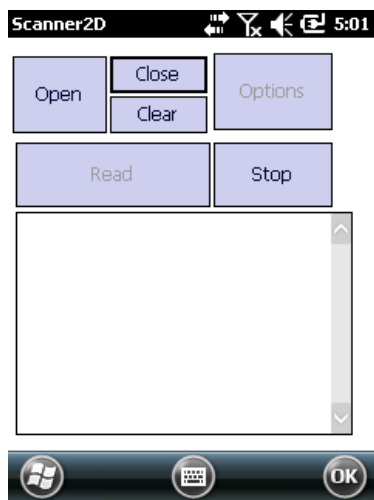 Scanner2D 5:01
Open
Close
Clear
Options
Read
Stop
OK